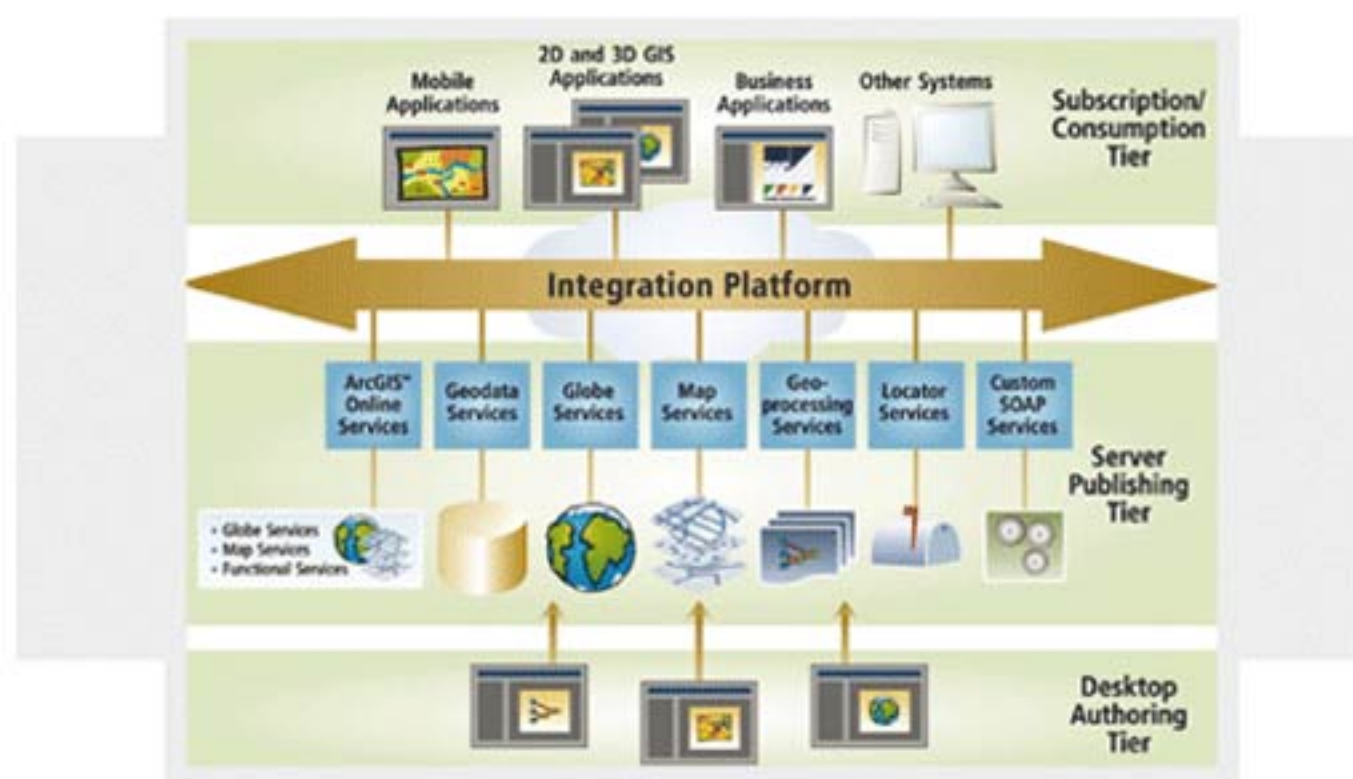 2D and 3D GIS
Applications
Mobile
Applications
Business
Applications
Other Systems
Subscription/
Consumption
Tier
Integration Platform
ArcGIS™
Online
Services
Geodata
Services
Globe
Services
Map
Services
Geo-
processing
Services
Locator
Services
Custom
SOAP
Services
Server
Publishing
Tier
• Globe Services
• Map Services
• Functional Services
Desktop
Authoring
Tier